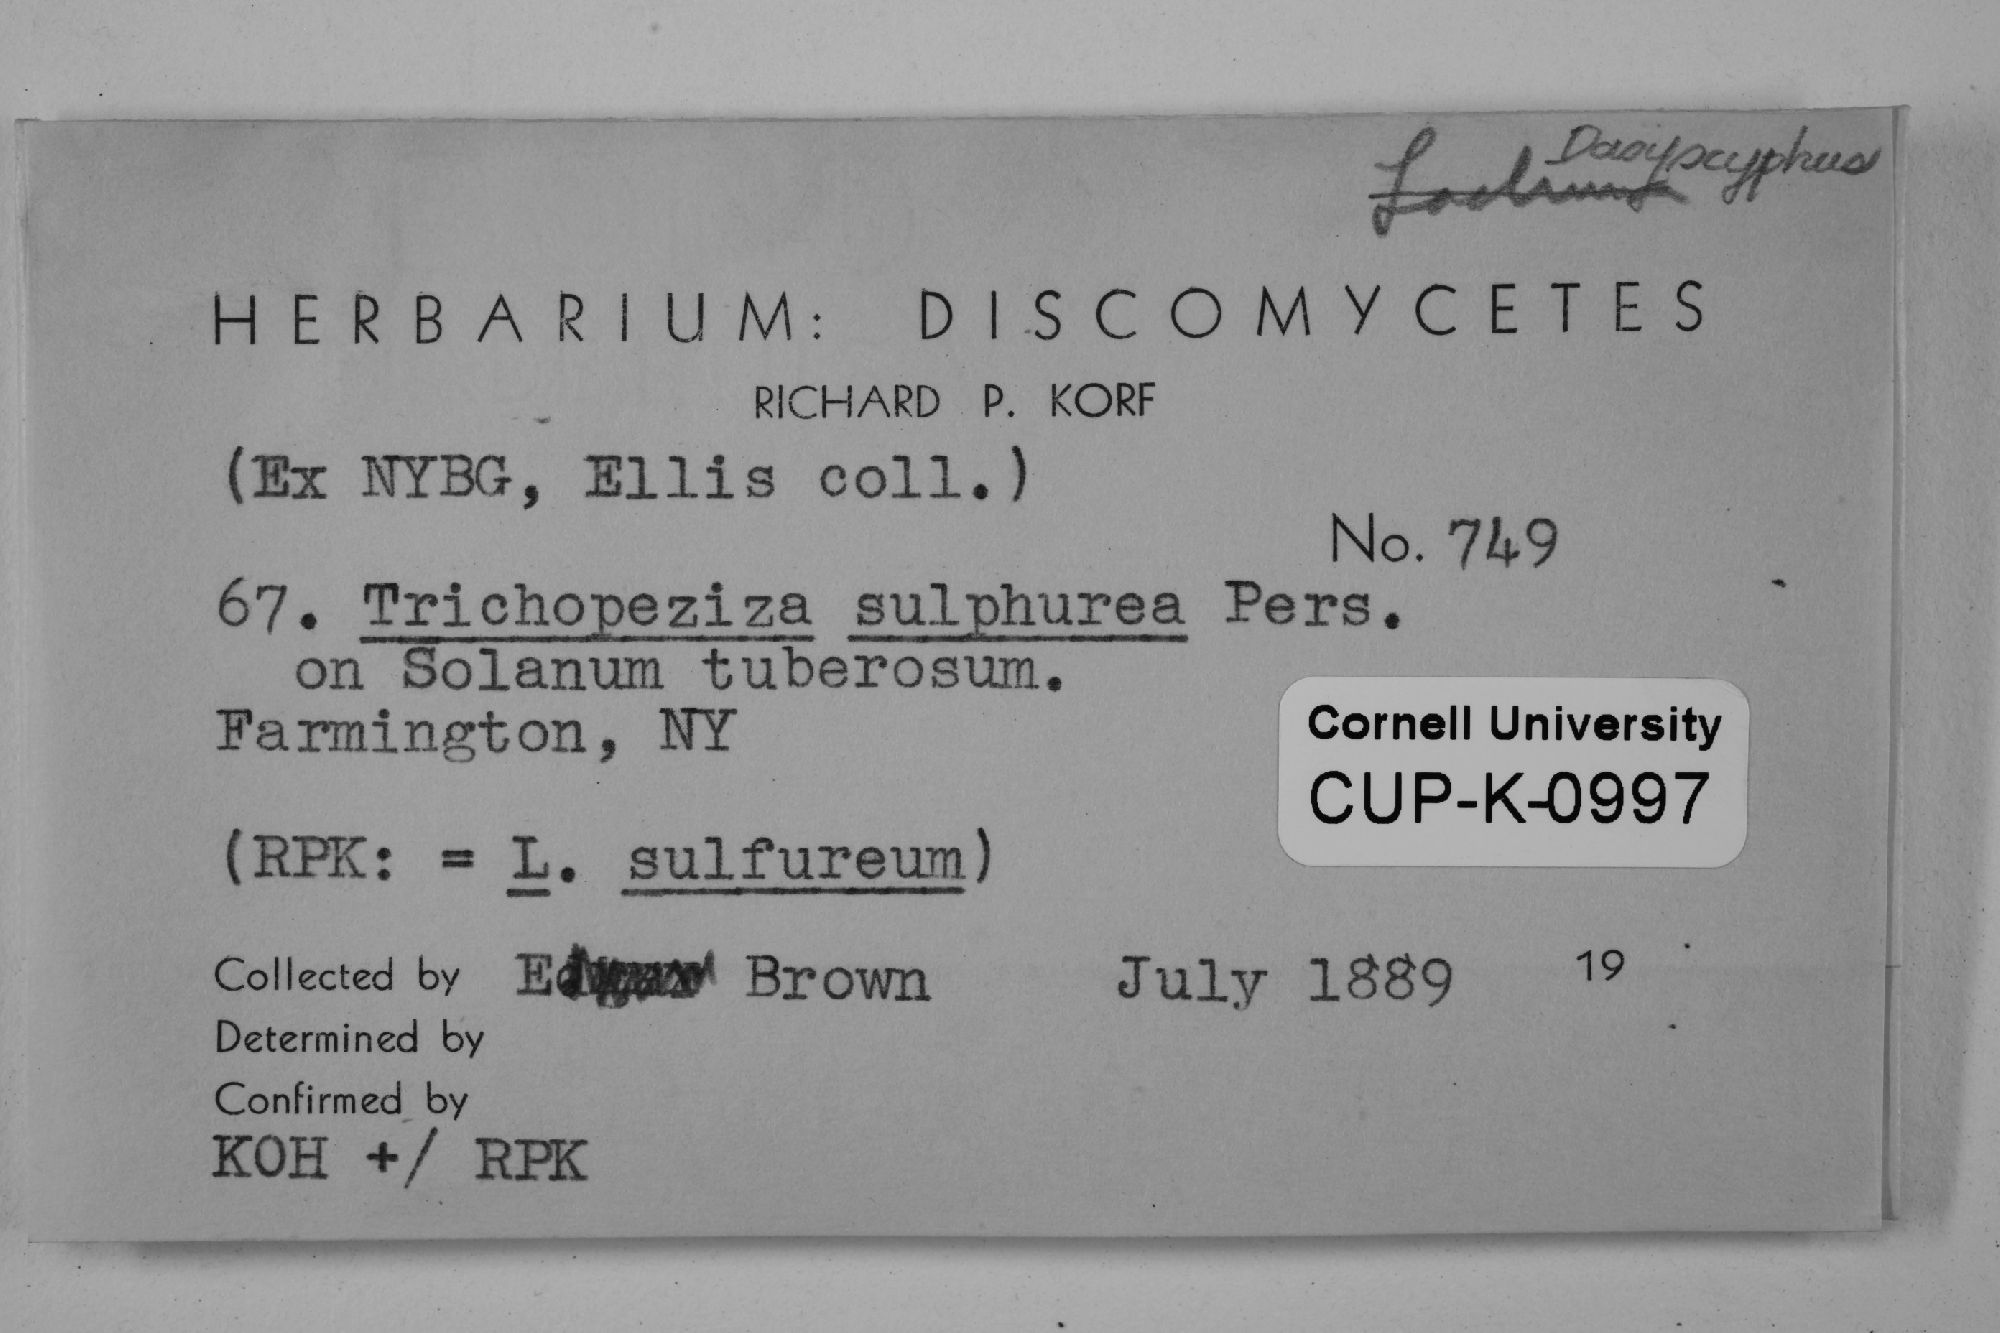 Dasyscyphus
HERBARIUM: DISCOMYCETES
RICHARD P. KORF
(Ex NYBG, Ellis coll.)
No. 749
67. Trichopeziza sulphurea Pers.
on Solanum tuberosum.
Farmington, NY
Cornell University
CUP-K-0997
(RPK: = L. sulfureum)
Collected by Brown July 1889 19
Determined by
Confirmed by
KOH +/ RPK